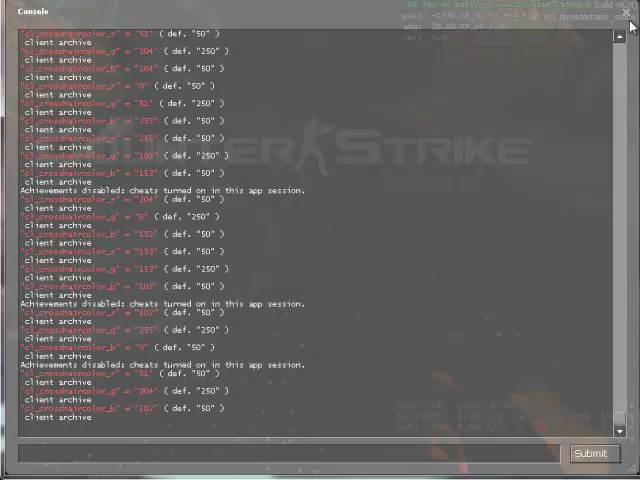 Console
"cl_crosshaircolor_r" = "51" ( def. "50" )
client archive
"cl_crosshaircolor_g" = "204" ( def. "250" )
client archive
"cl_crosshaircolor_b" = "204" ( def. "50" )
client archive
"cl_crosshaircolor_r" = "0" ( def. "50" )
client archive
"cl_crosshaircolor_g" = "51" ( def. "250" )
client archive
"cl_crosshaircolor_b" = "255" ( def. "50" )
client archive
"cl_crosshaircolor_r" = "255" ( def. "50" )
client archive
"cl_crosshaircolor_g" = "102" ( def. "250" )
client archive
"cl_crosshaircolor_b" = "153" ( def. "50" )
client archive
Achievements disabled: cheats turned on in this app session.
"cl_crosshaircolor_r" = "204" ( def. "50" )
client archive
"cl_crosshaircolor_g" = "0" ( def. "250" )
client archive
"cl_crosshaircolor_b" = ( def. "50" )
client archive
"cl_crosshaircolor_r" = "153" ( def. "50" )
client archive
"cl_crosshaircolor_g" = "153" ( def. "250" )
client archive
"cl_crosshaircolor_b" = "102" ( def. "50" )
client archive
Achievements disabled: cheats turned on in this app session.
"cl_crosshaircolor_r" = "102" ( def. "50" )
client archive
"cl_crosshaircolor_g" = "255" ( def. "250" )
client archive
"cl_crosshaircolor_b" = "0" ( def. "50" )
client archive
Achievements disabled: cheats turned on in this app session.
"cl_crosshaircolor_r" = "51" ( def. "50" )
client archive
"cl_crosshaircolor_g" = "204" ( def. "250" )
client archive
"cl_crosshaircolor_b" = "102" ( def. "50" )
client archive
Submit
STRIKE